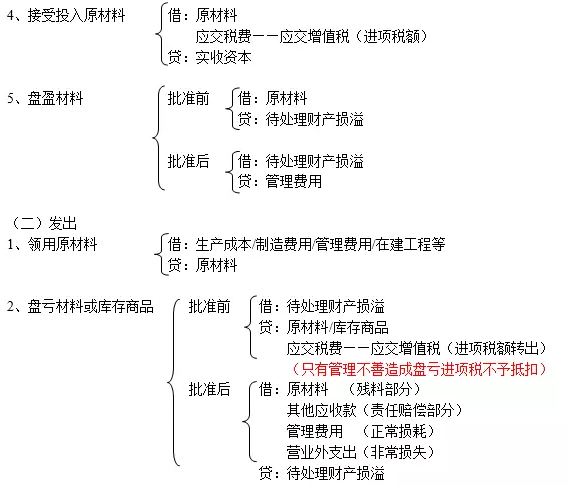 4、接受投入原材料
借：原材料
应交税费——应交增值税（进项税额）
贷：实收资本
5、盘盈材料
批准前
借：原材料
贷：待处理财产损溢
批准后
借：待处理财产损溢
贷：管理费用
（二）发出
1、领用原材料
借：生产成本/制造费用/管理费用/在建工程等
贷：原材料
2、盘亏材料或库存商品
批准前
借：待处理财产损溢
贷：原材料/库存商品
应交税费——应交增值税（进项税额转出）
（只有管理不善造成盘亏进项税不予抵扣）
批准后
借：原材料 （残料部分）
其他应收款（责任赔偿部分）
管理费用 （正常损耗）
营业外支出（非常损失）
贷：待处理财产损溢